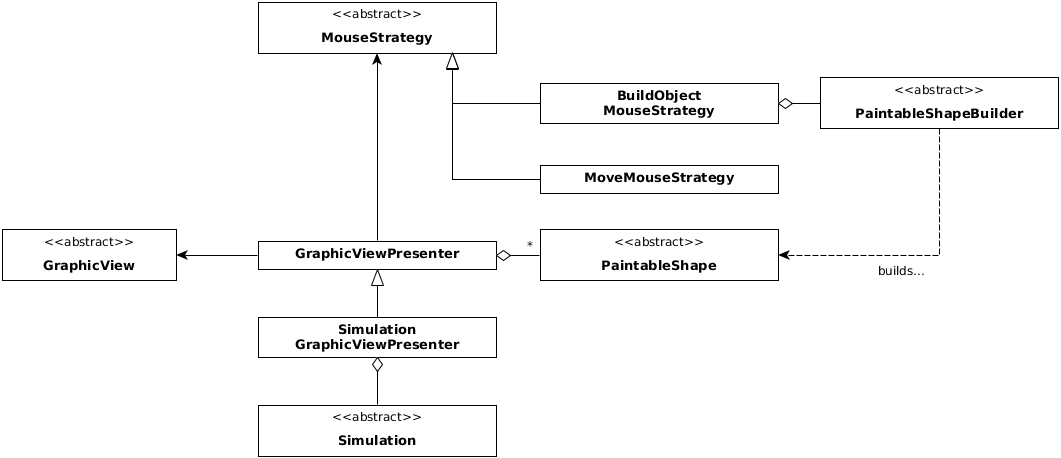 <<abstract>>
MouseStrategy
BuildObject
MouseStrategy
<<abstract>>
PaintableShapeBuilder
MoveMouseStrategy
<<abstract>>
GraphicView
GraphicViewPresenter
*
<<abstract>>
PaintableShape
builds...
Simulation
GraphicViewPresenter
<<abstract>>
Simulation